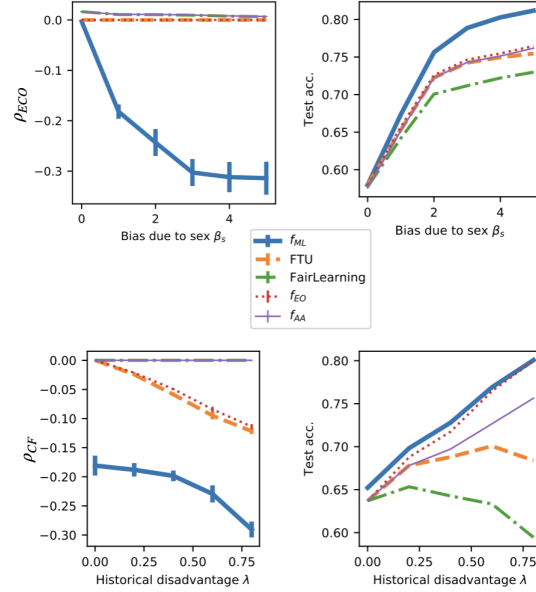 0.0
−0.1
−0.2
−0.3
ρECO
0 2 4
Bias due to sex βs
0.80
0.75
0.70
0.65
0.60
Test acc.
0 2 4
Bias due to sex βs
fML
FTU
FairLearning
fEO
fAA
0.00
−0.05
−0.10
−0.15
−0.20
−0.25
−0.30
ρCF
0.00 0.25 0.50 0.75
Historical disadvantage λ
0.80
0.75
0.70
0.65
0.60
Test acc.
0.00 0.25 0.50 0.75
Historical disadvantage λ